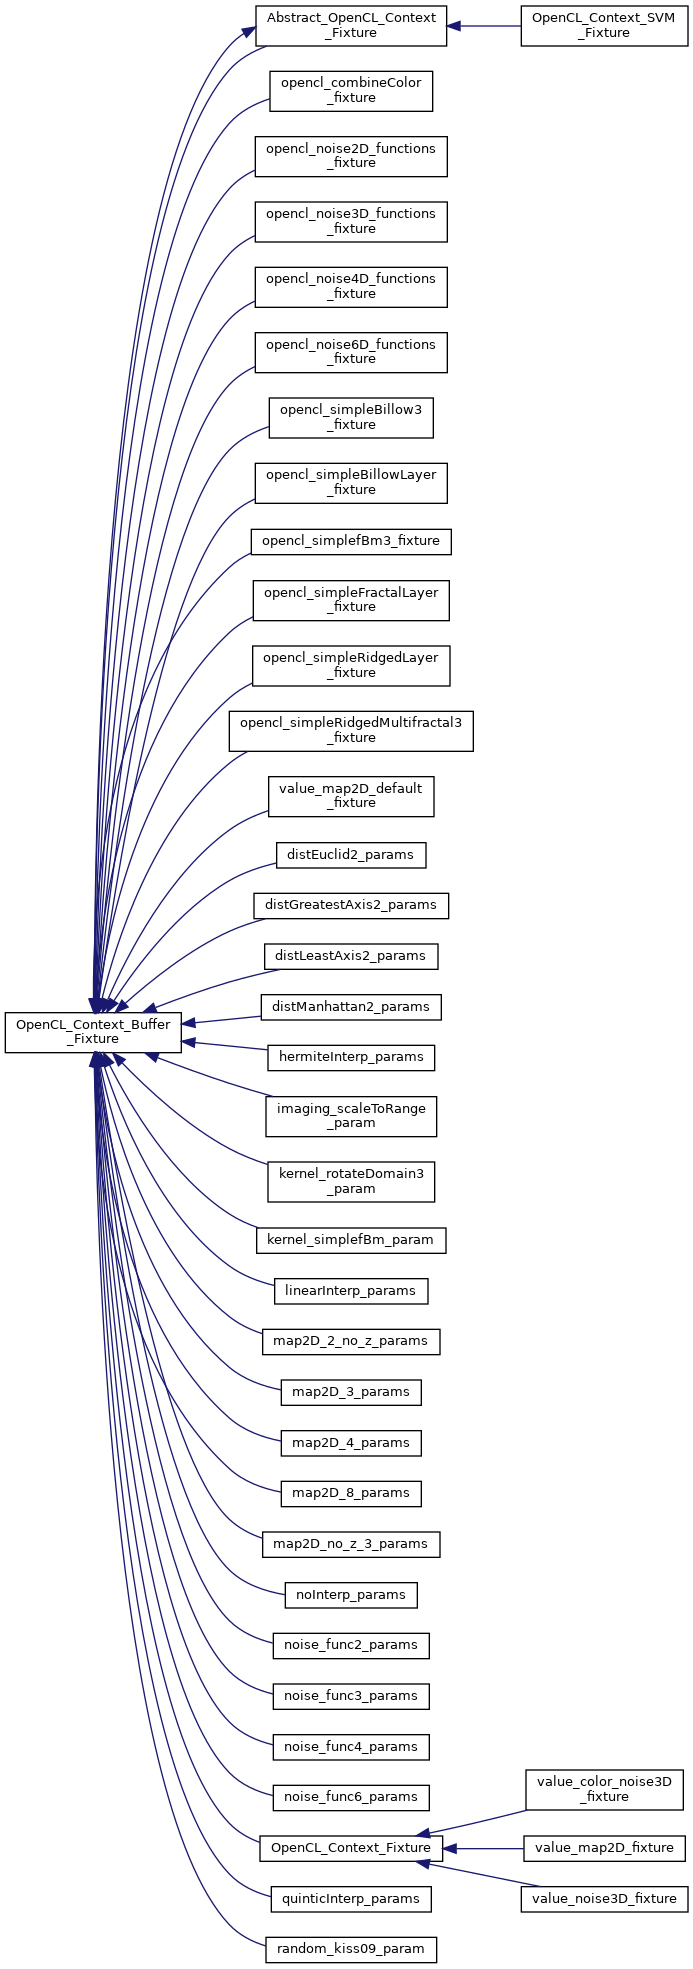 Abstract_OpenCL_Context
_Fixture
OpenCL_Context_SVM
_Fixture
opencl_combineColor
_fixture
opencl_noise2D_functions
_fixture
opencl_noise3D_functions
_fixture
opencl_noise4D_functions
_fixture
opencl_noise6D_functions
_fixture
opencl_simpleBillow3
_fixture
opencl_simpleBillowLayer
_fixture
opencl_simplefBm3_fixture
opencl_simpleFractalLayer
_fixture
opencl_simpleRidgedLayer
_fixture
opencl_simpleRidgedMultifractal3
_fixture
value_map2D_default
_fixture
distEuclid2_params
distGreatestAxis2_params
distLeastAxis2_params
distManhattan2_params
OpenCL_Context_Buffer
_Fixture
hermiteInterp_params
imaging_scaleToRange
_param
kernel_rotateDomain3
_param
kernel_simplefBm_param
linearInterp_params
map2D_2_no_z_params
map2D_3_params
map2D_4_params
map2D_8_params
map2D_no_z_3_params
noInterp_params
noise_func2_params
noise_func3_params
noise_func4_params
noise_func6_params
value_color_noise3D
_fixture
OpenCL_Context_Fixture
value_map2D_fixture
quinticInterp_params
value_noise3D_fixture
random_kiss09_param